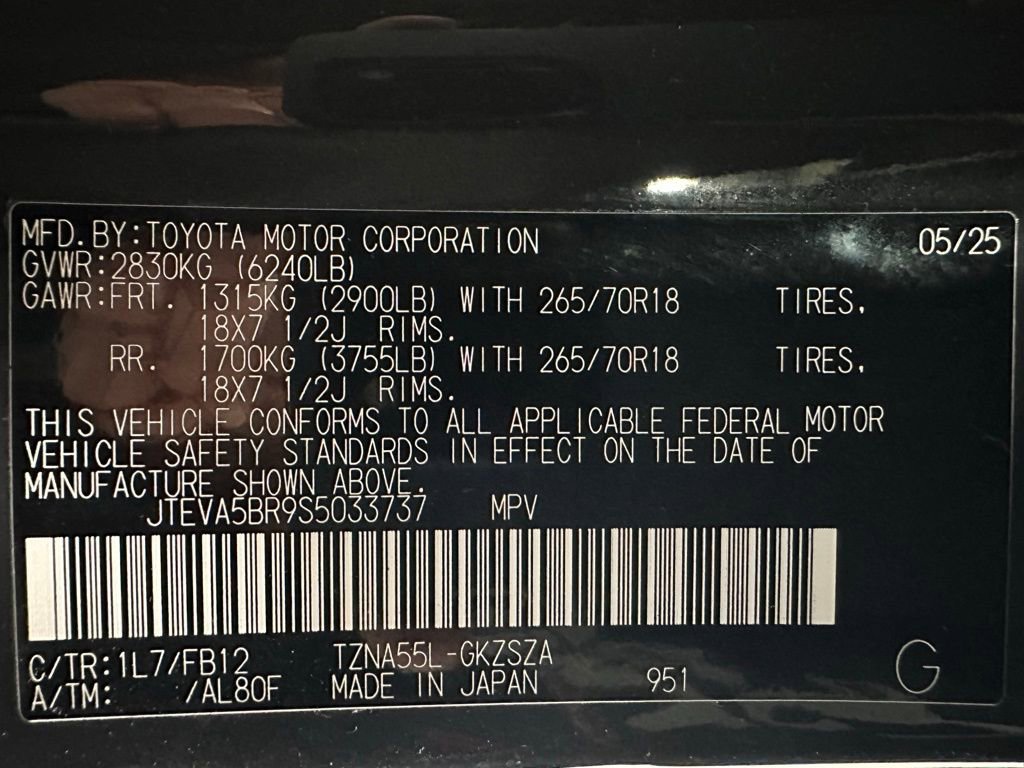 MFD. BY:TOYOTA MOTOR CORPORATION 05/25
GVWR:2830KG (6240LB)
GAWR:FRT. 1315KG (2900LB) WITH 265/70R18 TIRES,
18X7 1/2J RIMS.
RR. 1700KG (3755LB) WITH 265/70R18 TIRES,
18X7 1/2J RIMS.
THIS VEHICLE CONFORMS TO ALL APPLICABLE FEDERAL MOTOR
VEHICLE SAFETY STANDARDS IN EFFECT ON THE DATE OF
MANUFACTURE SHOWN ABOVE.
JTEVA5BR9S5033737 MPV
C/TR:1L7/FB12 TZNA55L-GKZSZA
A/TM: /AL80F MADE IN JAPAN 951 G